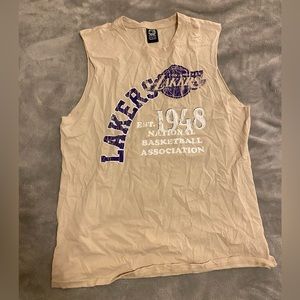 LAKERS
LAKERS
EST. 1948
NATIONAL
BASKETBALL
ASSOCIATION